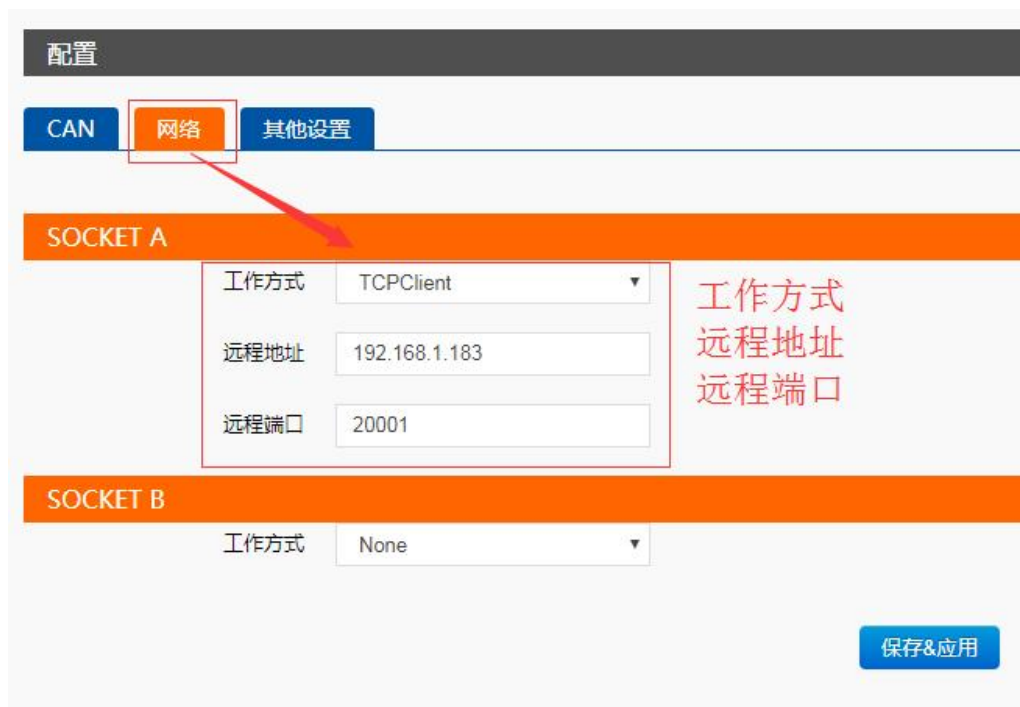 配置
CAN 网络 其他设置
SOCKET A
工作方式 TCPClient
远程地址 192.168.1.183
远程端口 20001
工作方式
远程地址
远程端口
SOCKET B
工作方式 None
保存&应用